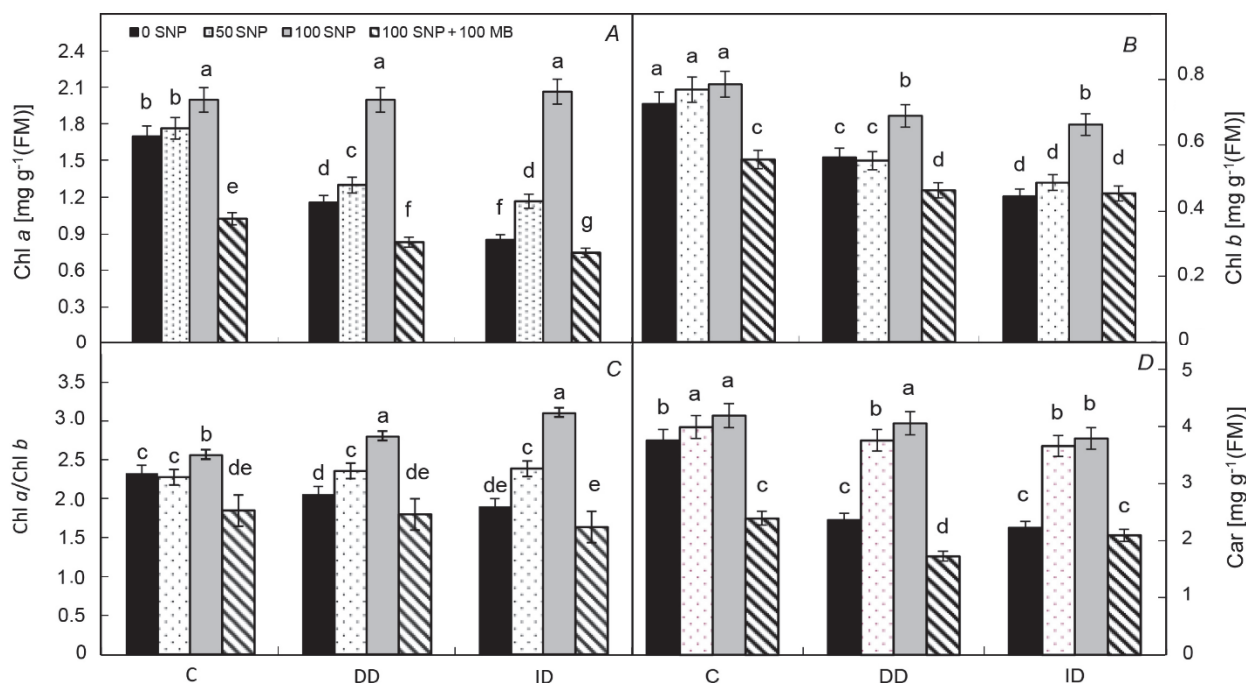 0 SNP 50 SNP 100 SNP 100 SNP + 100 MB
A
Chl a [mg g⁻¹(FM)]
2.4
2.1
1.8
1.5
1.2
0.9
0.6
0.3
0
b b a e
d c a f
f d a g
B
a a a c
c c b d
d d b d
0.8
0.6
0.4
0.2
0
Chl b [mg g⁻¹(FM)]
C
Chl a/Chl b
3.5
3.0
2.5
2.0
1.5
1.0
0.5
0
c c b de
d c a de
de c a e
C DD ID
D
b a a c
c b a d
c b b c
5
4
3
2
1
0
Car [mg g⁻¹(FM)]
C DD ID